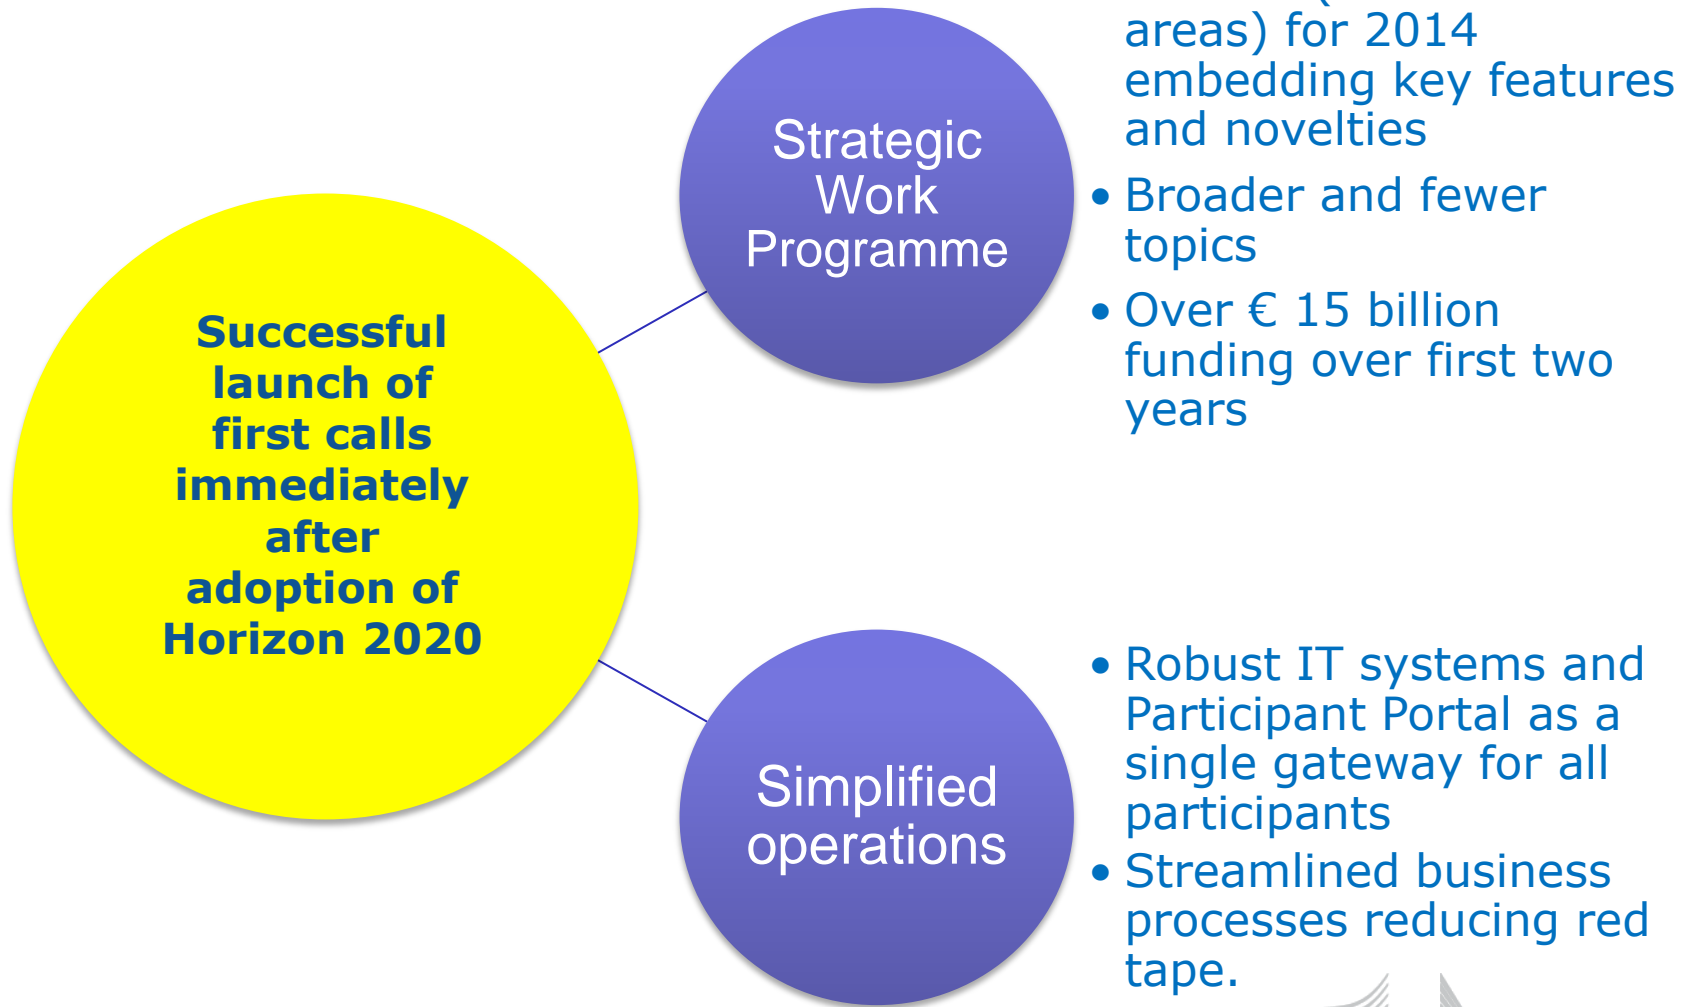 Successful
launch of
first calls
immediately
after
adoption of
Horizon 2020
Strategic
Work
Programme
areas) for 2014
embedding key features
and novelties
• Broader and fewer
topics
• Over € 15 billion
funding over first two
years
Simplified
operations
• Robust IT systems and
Participant Portal as a
single gateway for all
participants
• Streamlined business
processes reducing red
tape.